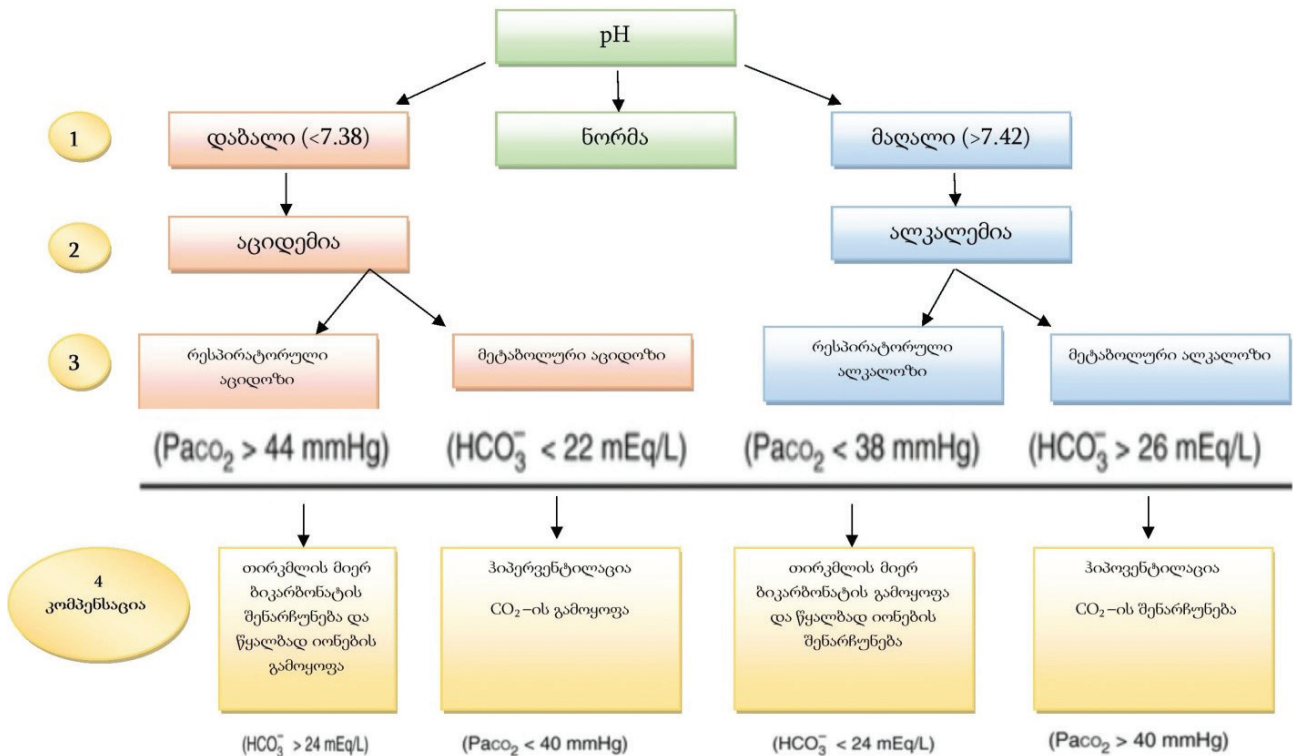 pH
1
დაბალი (<7.38)
ნორმა
მაღალი (>7.42)
2
აციდემია
ალკალემია
3
რესპირატორული
აციდოზი
მეტაბოლური აციდოზი
რესპირატორული
ალკალოზი
მეტაბოლური ალკალოზი
(Paco₂ > 44 mmHg)
(HCO₃⁻ < 22 mEq/L)
(Paco₂ < 38 mmHg)
(HCO₃⁻ > 26 mEq/L)
4
კომპენსაცია
თირკმლის მიერ
ბიკარბონატის
შენარჩუნება და
წყალბად იონების
გამოყოფა
ჰიპერვენტილაცია
CO₂–ის გამოყოფა
თირკმლის მიერ
ბიკარბონატის გამოყოფა
და წყალბად იონების
შენარჩუნება
ჰიპოვენტილაცია
CO₂–ის შენარჩუნება
(HCO₃⁻ > 24 mEq/L)
(Paco₂ < 40 mmHg)
(HCO₃⁻ < 24 mEq/L)
(Paco₂ > 40 mmHg)